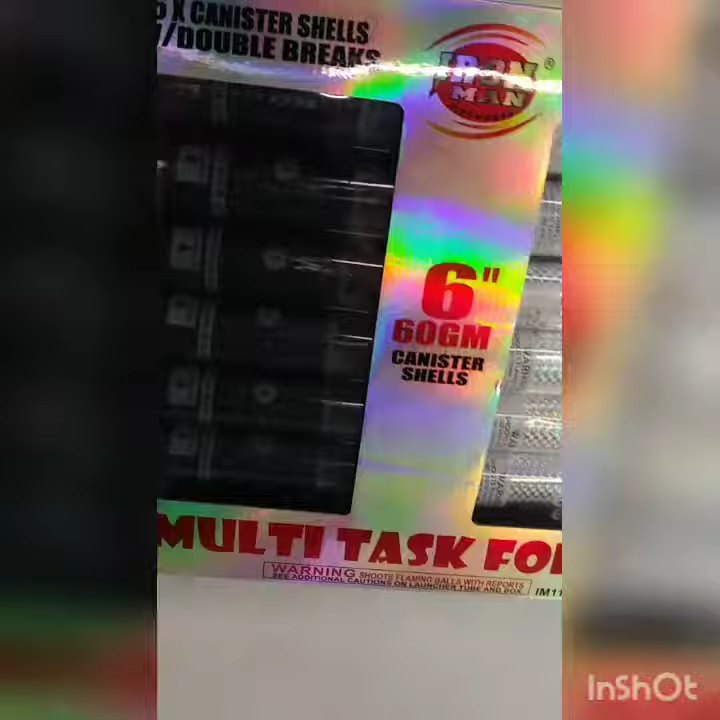 X CANISTER SHELLS
/DOUBLE BREAKS
IRON
MAN
®
6"
60GM
CANISTER
SHELLS
MULTI TASK FO
WARNING SHOOTS FLAMING BALLS WITH REPORTS
SEE ADDITIONAL CAUTIONS ON LAUNCHER TUBE AND BOX
IM11
InShOt